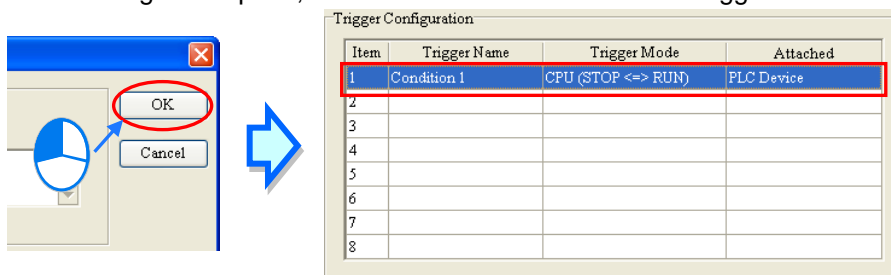 Trigger Configuration
Item Trigger Name Trigger Mode Attached
1 Condition 1 CPU (STOP <=> RUN) PLC Device
2
3
4
5
6
7
8
OK
Cancel